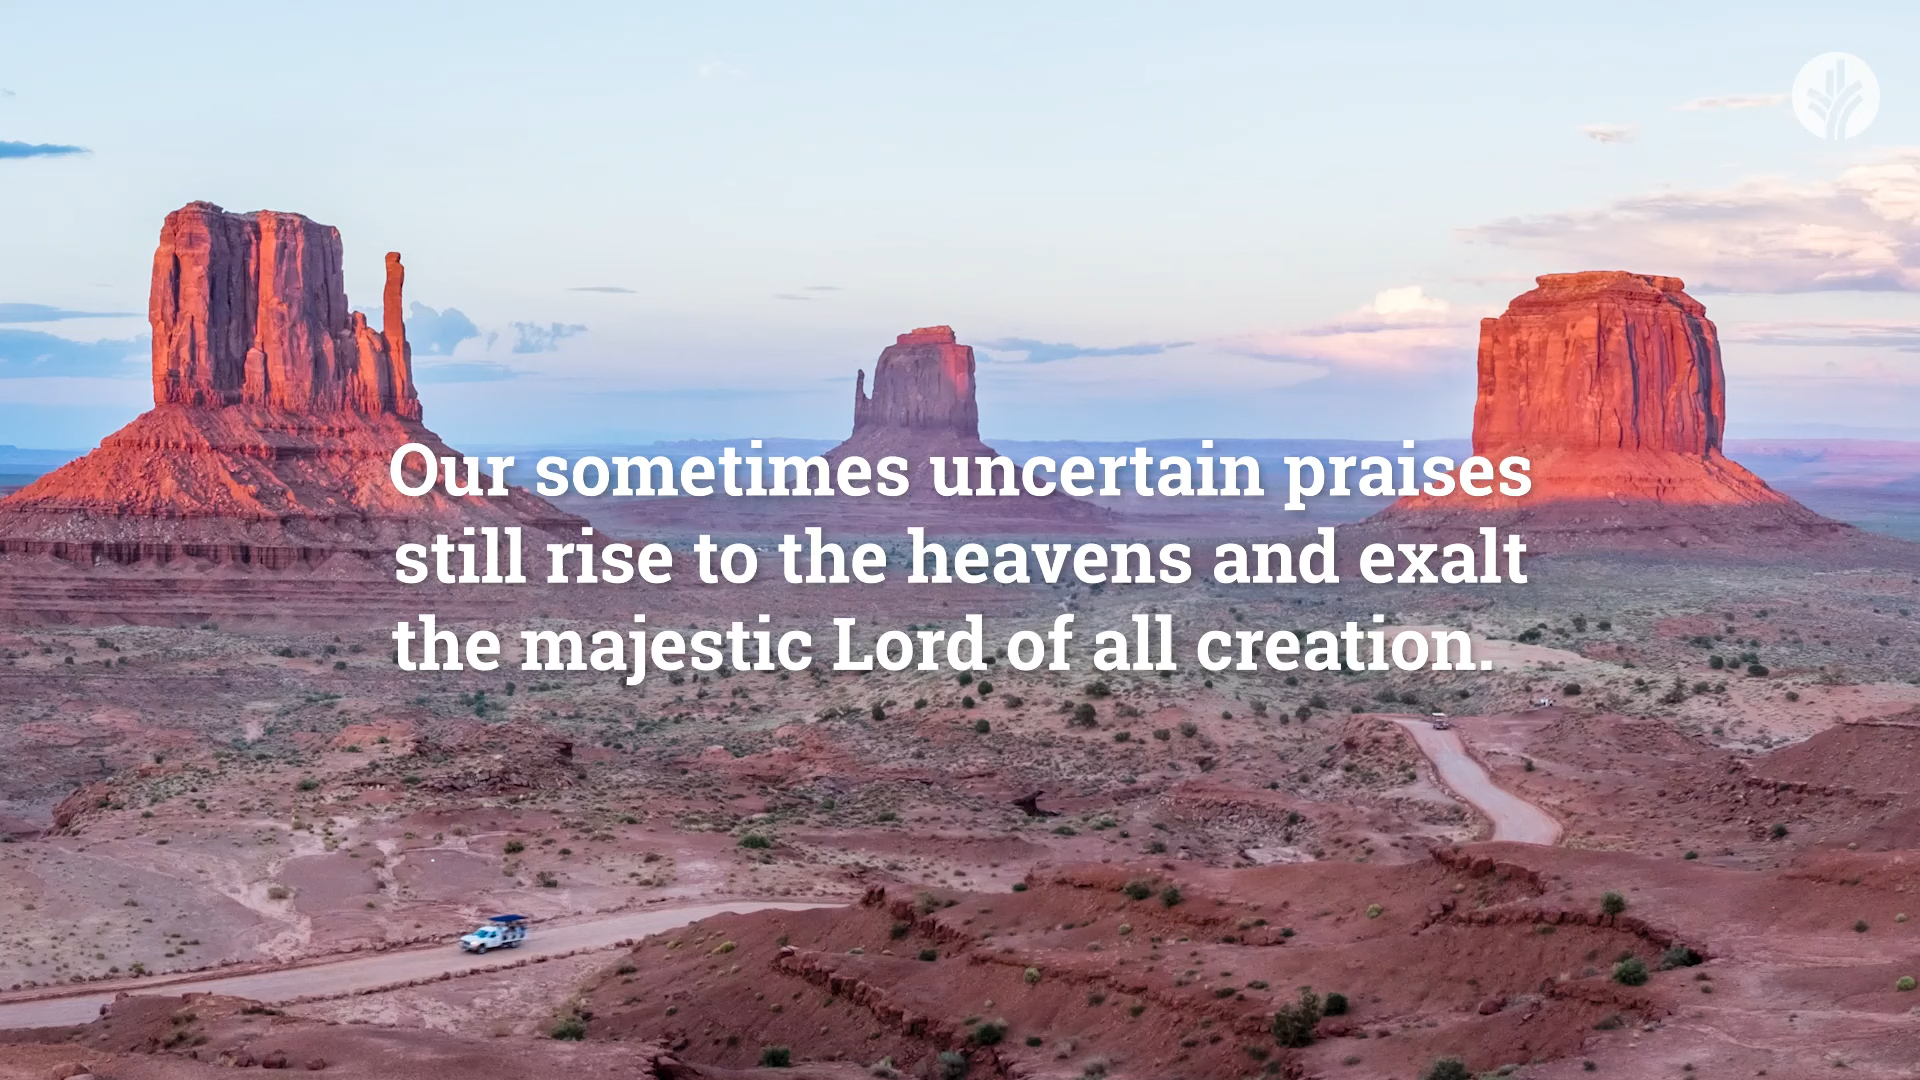 Our sometimes uncertain praises
still rise to the heavens and exalt
the majestic Lord of all creation.